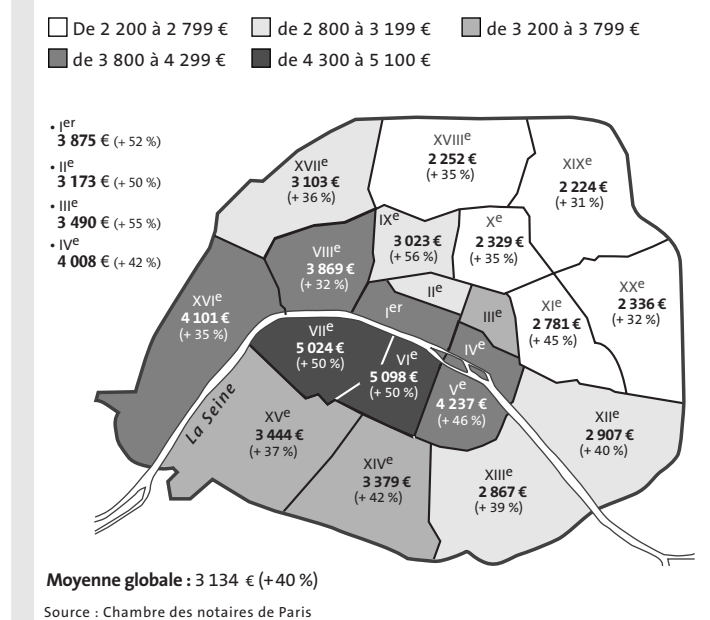 De 2 200 à 2 799 € de 2 800 à 3 199 € de 3 200 à 3 799 €
de 3 800 à 4 299 € de 4 300 à 5 100 €
• Ier
3 875 € (+ 52 %)
• IIe
3 173 € (+ 50 %)
• IIIe
3 490 € (+ 55 %)
• IVe
4 008 € (+ 42 %)
XVIIe
3 103 €
(+ 36 %)
XVIIIe
2 252 €
(+ 35 %)
XIXe
2 224 €
(+ 31 %)
VIIIe
3 869 €
(+ 32 %)
IXe
3 023 €
(+ 56 %)
Xe
2 329 €
(+ 35 %)
XVIe
4 101 €
(+ 35 %)
Ier
IIe
IIIe
IVe
XIe
2 781 €
(+ 45 %)
XXe
2 336 €
(+ 32 %)
VIIe
5 024 €
(+ 50 %)
VIe
5 098 €
(+ 50 %)
Ve
4 237 €
(+ 46 %)
La Seine
XVe
3 444 €
(+ 37 %)
XIVe
3 379 €
(+ 42 %)
XIIIe
2 867 €
(+ 39 %)
XIIe
2 907 €
(+ 40 %)
Moyenne globale : 3 134 € (+40 %)
Source : Chambre des notaires de Paris